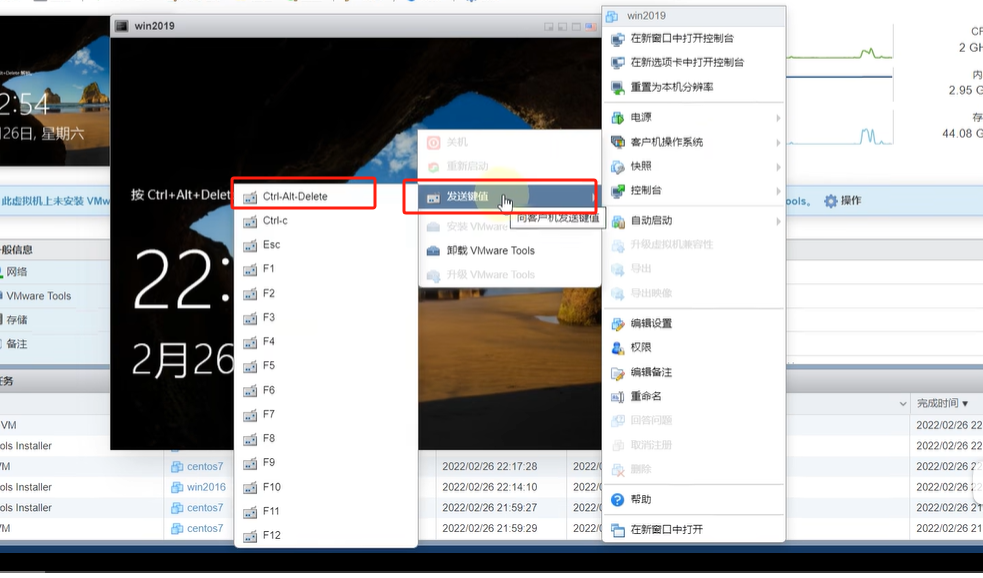 win2019
2:54
26日, 星期六
此虚拟机上未安装 VMw
般信息
网络
VMware Tools
存储
备注
任务
VM
ols Installer
VM
ols Installer
ols Installer
VM
按 Ctrl+Alt+Delet
22:
2月26
centos7
win2016
centos7
centos7
2022/02/26 22:17:28
2022/02/26 22:14:10
2022/02/26 21:59:27
2022/02/26 21:59:29
Ctrl-Alt-Delete
Ctrl-c
Esc
F1
F2
F3
F4
F5
F6
F7
F8
F9
F10
F11
F12
关机
重新启动
发送键值
向客户机发送键值
安装 VMware
卸载 VMware Tools
升级 VMware Tools
win2019
在新窗口中打开控制台
在新选项卡中打开控制台
重置为本机分辨率
电源
客户机操作系统
快照
控制台
自动启动
升级虚拟机兼容性
导出
导出映像
编辑设置
权限
编辑备注
重命名
回答问题
取消注册
删除
帮助
在新窗口中打开
CP
2 GH
内
2.95 G
存
44.08 G
ools。
操作
完成时间 ▼
2022/02/26 22
2022/02/26 22
2022/02/26 22
2022/02/26 22
2022/02/26 21
2022/02/26 22